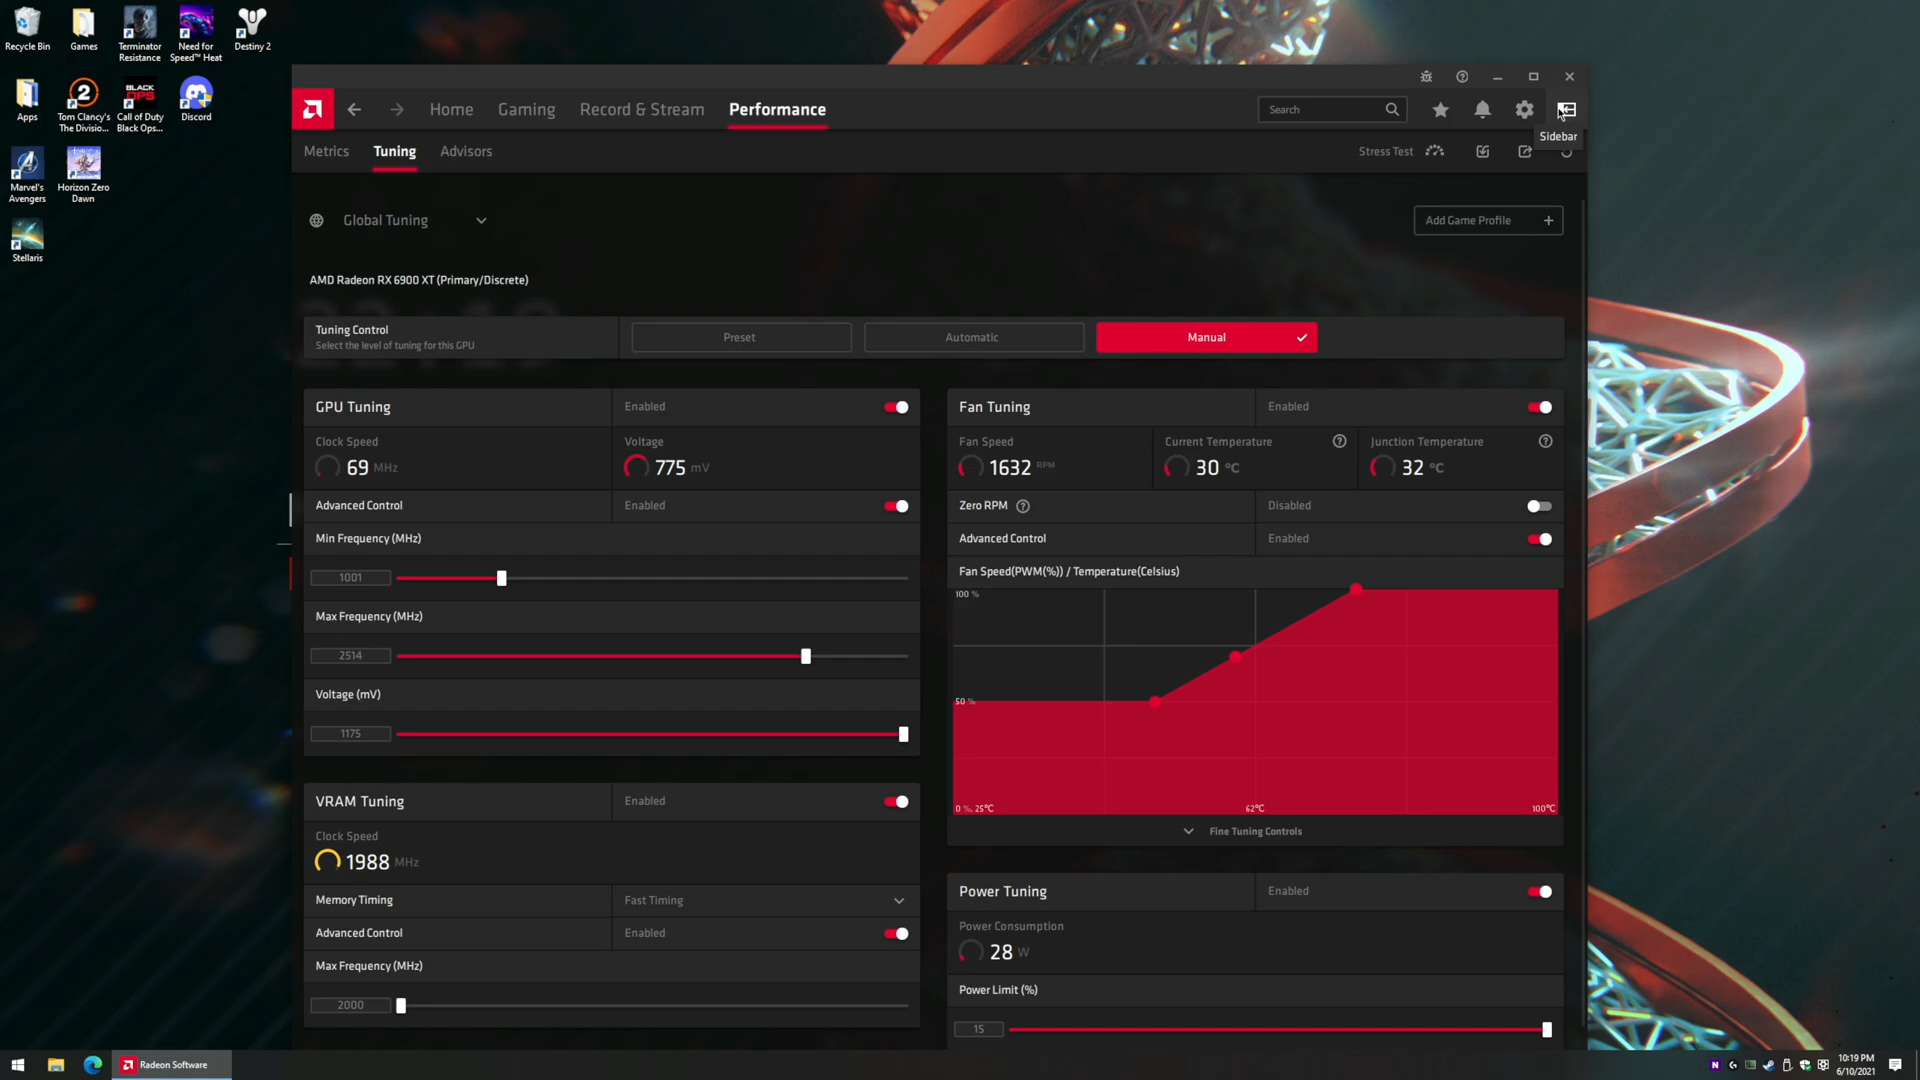 Recycle Bin
Games
Terminator
Resistance
Need for
Speed™ Heat
Destiny 2
Apps
Tom Clancy's
The Divisio...
BLACK
OPS
Call of Duty
Black Ops...
Discord
Marvel's
Avengers
Horizon Zero
Dawn
Stellaris
Home
Gaming
Record & Stream
Performance
Search
Sidebar
Metrics
Tuning
Advisors
Stress Test
Global Tuning
Add Game Profile
AMD Radeon RX 6900 XT (Primary/Discrete)
Tuning Control
Select the level of tuning for this GPU
Preset
Automatic
Manual
GPU Tuning
Enabled
Clock Speed
69 MHz
Voltage
775 mV
Advanced Control
Enabled
Min Frequency (MHz)
1001
Max Frequency (MHz)
2514
Voltage (mV)
1175
VRAM Tuning
Enabled
Clock Speed
1988 MHz
Memory Timing
Fast Timing
Advanced Control
Enabled
Max Frequency (MHz)
2000
Fan Tuning
Enabled
Fan Speed
1632 RPM
Current Temperature
30 °C
Junction Temperature
32 °C
Zero RPM
Disabled
Advanced Control
Enabled
Fan Speed(PWM(%)) / Temperature(Celsius)
100 %
50 %
0 %, 25°C
62°C
100°C
Fine Tuning Controls
Power Tuning
Enabled
Power Consumption
28 W
Power Limit (%)
15
Radeon Software
10:19 PM
6/10/2021